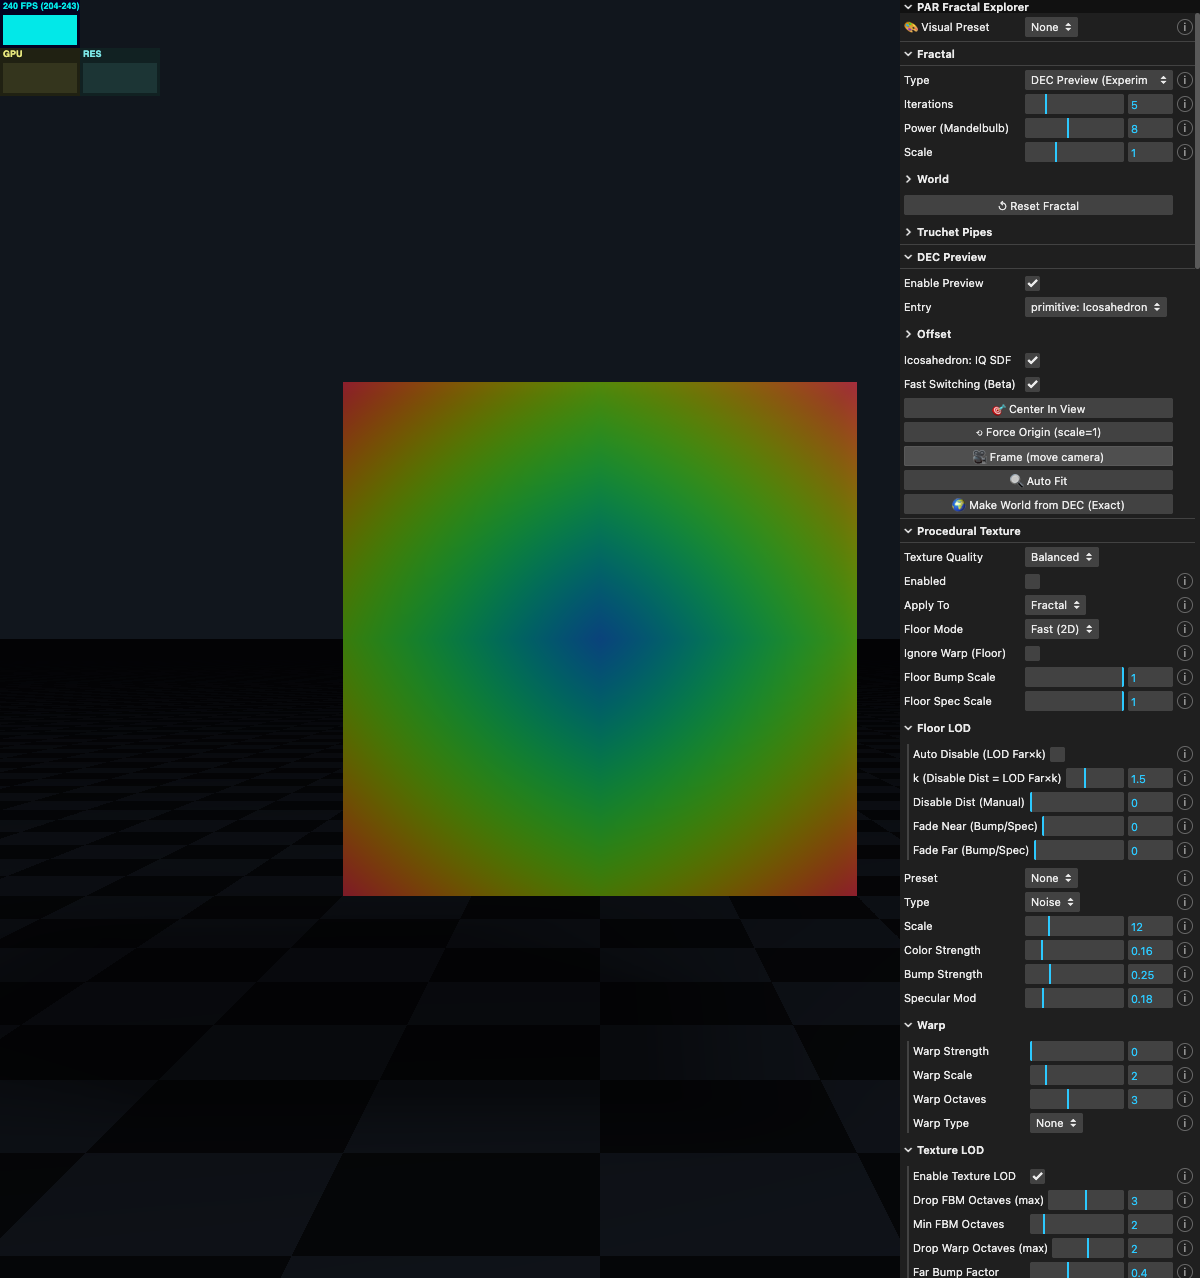 240 FPS (204-243)
GPU RES
PAR Fractal Explorer
Visual Preset None
Fractal
Type DEC Preview (Experim
Iterations 5
Power (Mandelbulb) 8
Scale 1
World
Reset Fractal
Truchet Pipes
DEC Preview
Enable Preview
Entry primitive: Icosahedron
Offset
Icosahedron: IQ SDF
Fast Switching (Beta)
Center In View
Force Origin (scale=1)
Frame (move camera)
Auto Fit
Make World from DEC (Exact)
Procedural Texture
Texture Quality Balanced
Enabled
Apply To Fractal
Floor Mode Fast (2D)
Ignore Warp (Floor)
Floor Bump Scale 1
Floor Spec Scale 1
Floor LOD
Auto Disable (LOD Far×k)
k (Disable Dist = LOD Far×k) 1.5
Disable Dist (Manual) 0
Fade Near (Bump/Spec) 0
Fade Far (Bump/Spec) 0
Preset None
Type Noise
Scale 12
Color Strength 0.16
Bump Strength 0.25
Specular Mod 0.18
Warp
Warp Strength 0
Warp Scale 2
Warp Octaves 3
Warp Type None
Texture LOD
Enable Texture LOD
Drop FBM Octaves (max) 3
Min FBM Octaves 2
Drop Warp Octaves (max) 2
Far Bump Factor 0.4